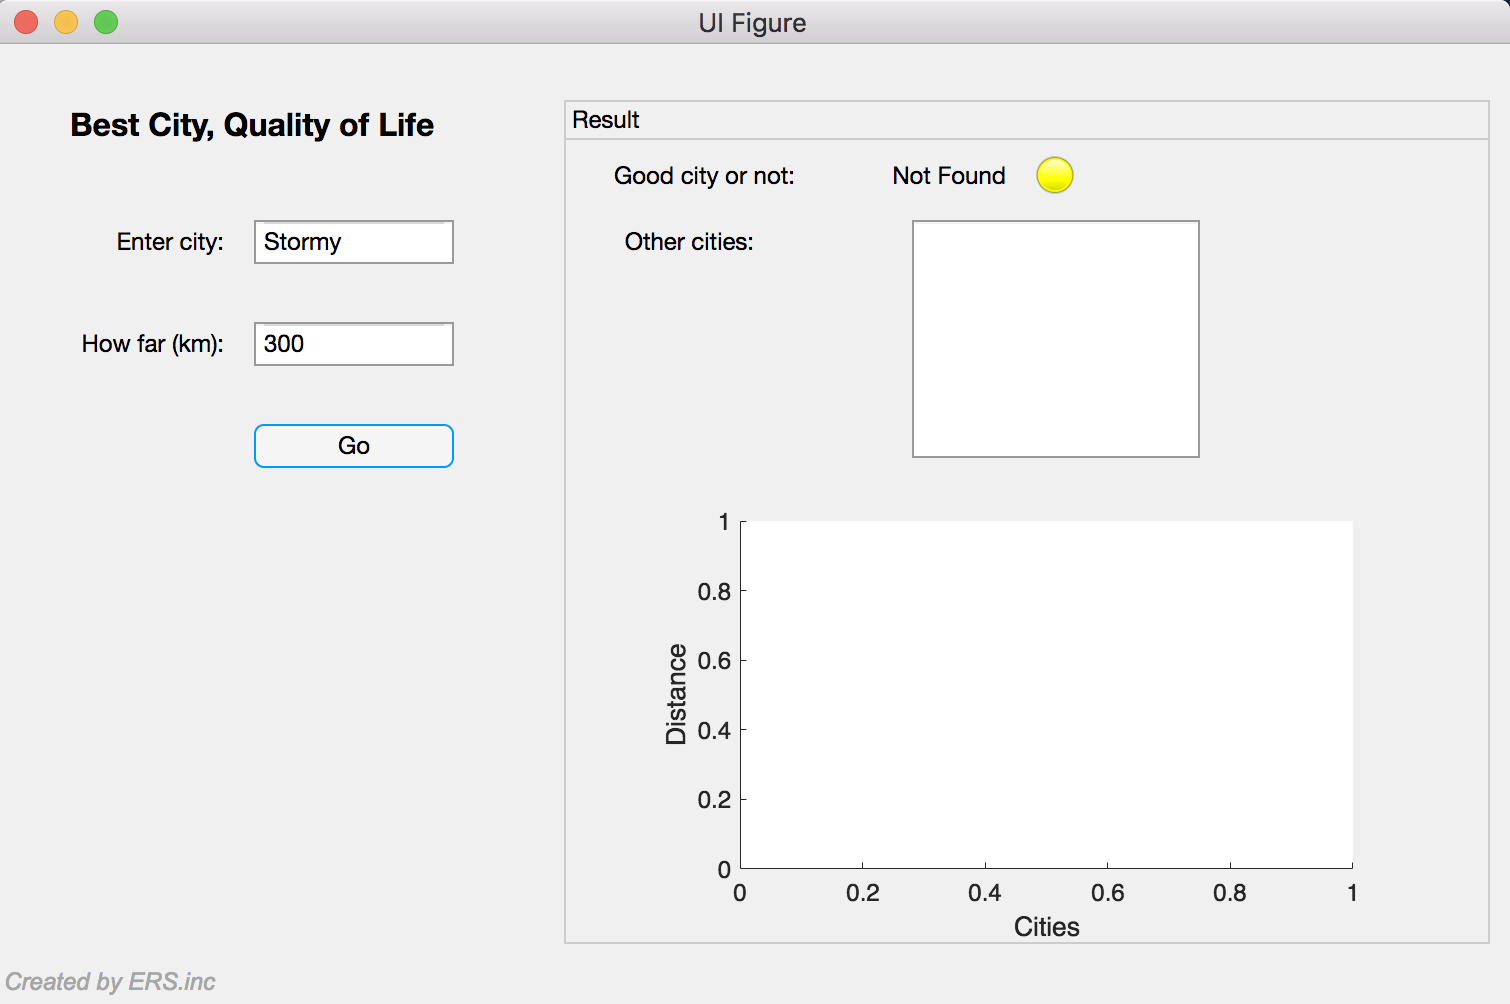 UI Figure
Best City, Quality of Life
Enter city: Stormy
How far (km): 300
Go
Result
Good city or not: Not Found
Other cities:
1
0.8
0.6
0.4
0.2
0
Distance
0 0.2 0.4 0.6 0.8 1
Cities
Created by ERS.inc